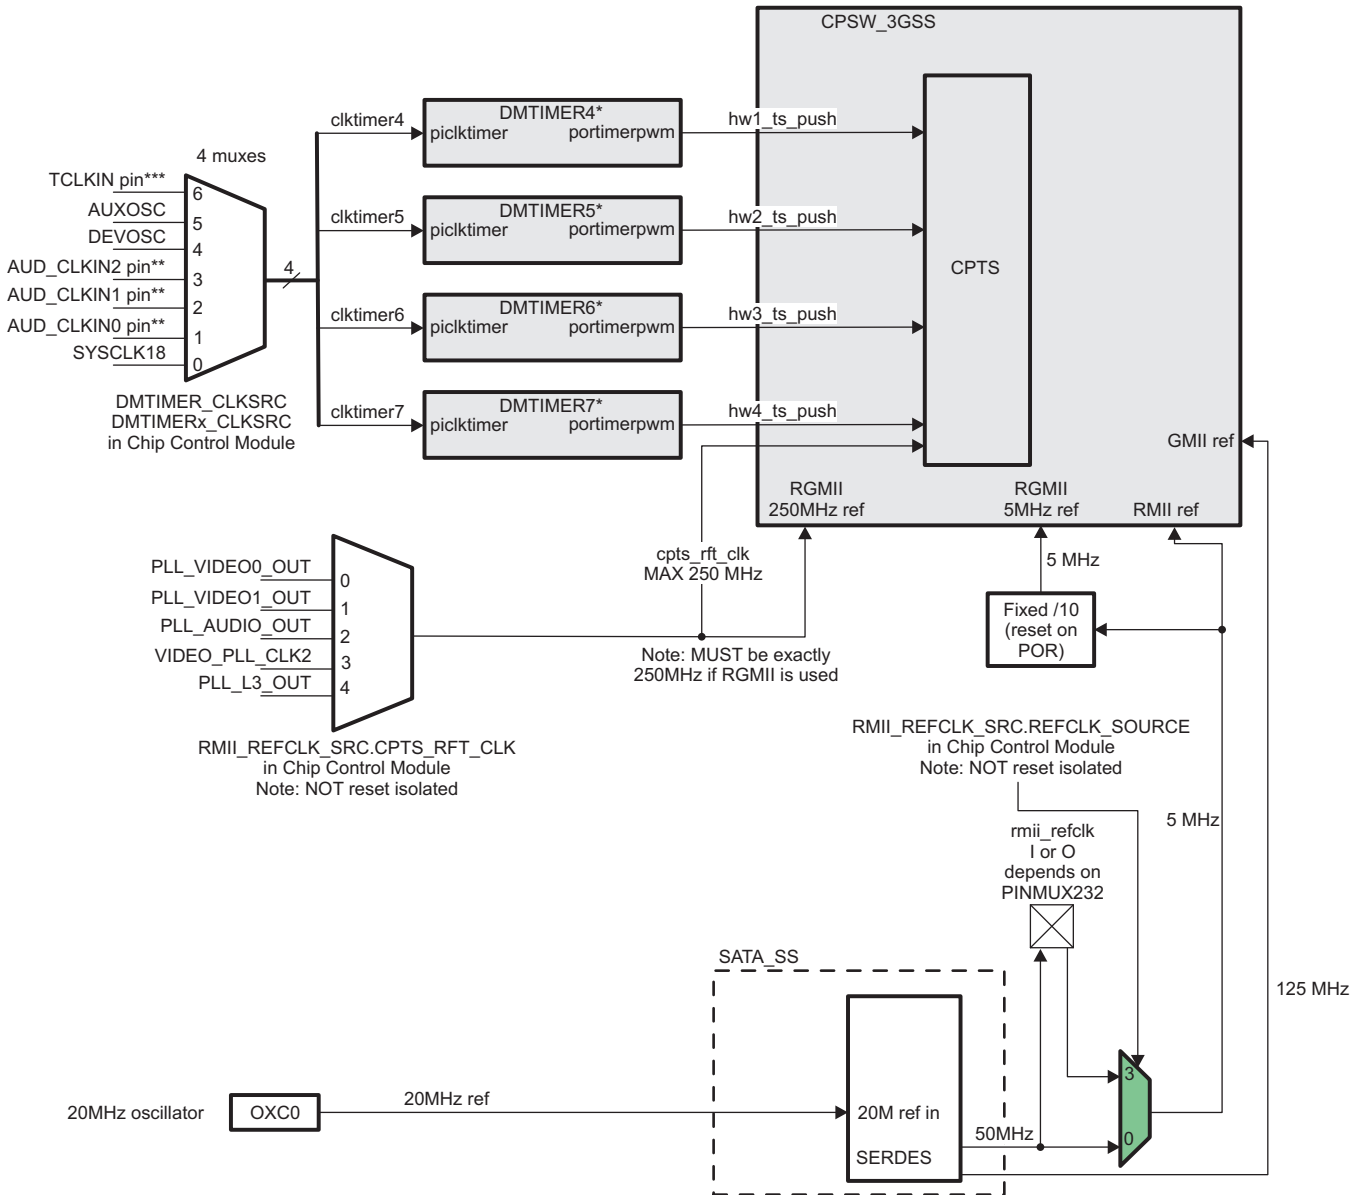 CPSW_3GSS
4 muxes
TCLKIN pin***
6
AUXOSC
5
DEVOSC
4
AUD_CLKIN2 pin**
3
AUD_CLKIN1 pin**
2
AUD_CLKIN0 pin**
1
SYSCLK18
0
DMTIMER_CLKSRC
DMTIMERx_CLKSRC
in Chip Control Module
4
clktimer4
DMTIMER4*
piclktimer
portimerpwm
hw1_ts_push
clktimer5
DMTIMER5*
piclktimer
portimerpwm
hw2_ts_push
clktimer6
DMTIMER6*
piclktimer
portimerpwm
hw3_ts_push
clktimer7
DMTIMER7*
piclktimer
portimerpwm
hw4_ts_push
CPTS
GMII ref
RGMII
250MHz ref
RGMII
5MHz ref
RMII ref
PLL_VIDEO0_OUT
0
PLL_VIDEO1_OUT
1
PLL_AUDIO_OUT
2
VIDEO_PLL_CLK2
3
PLL_L3_OUT
4
RMII_REFCLK_SRC.CPTS_RFT_CLK
in Chip Control Module
Note: NOT reset isolated
cpts_rft_clk
MAX 250 MHz
Note: MUST be exactly
250MHz if RGMII is used
5 MHz
Fixed /10
(reset on
POR)
RMII_REFCLK_SRC.REFCLK_SOURCE
in Chip Control Module
Note: NOT reset isolated
5 MHz
rmii_refclk
I or O
depends on
PINMUX232
SATA_SS
125 MHz
20MHz oscillator
OXC0
20MHz ref
20M ref in
SERDES
50MHz
3
0